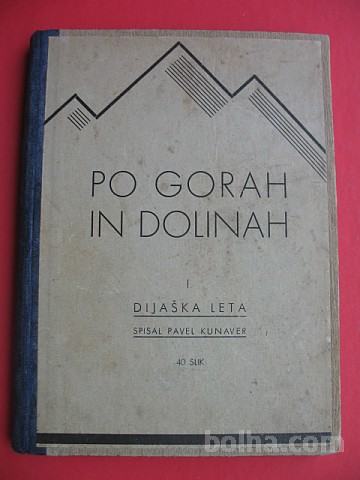 PO GORAH
IN DOLINAH
I.
DIJAŠKA LETA
SPISAL PAVEL KUNAVER
40 SLIK
bolha.com